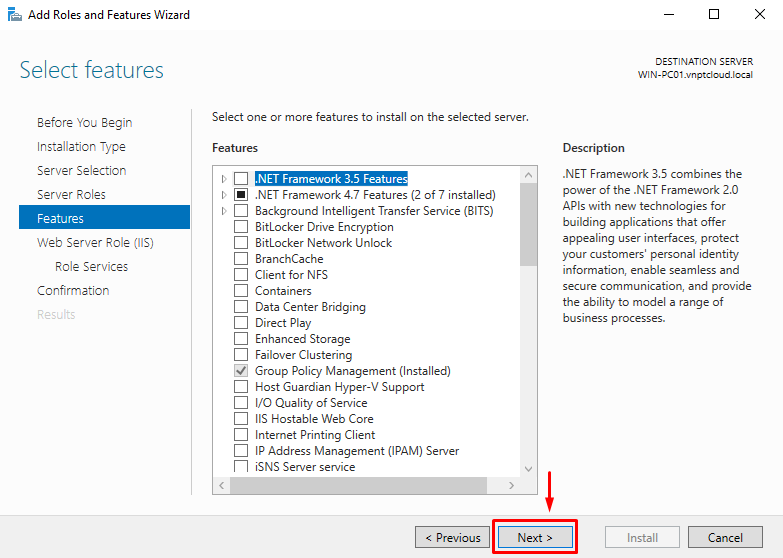 Add Roles and Features Wizard
Select features
DESTINATION SERVER
WIN-PC01.vnptcloud.local
Before You Begin
Installation Type
Server Selection
Server Roles
Features
Web Server Role (IIS)
Role Services
Confirmation
Results
Select one or more features to install on the selected server.
Features
.NET Framework 3.5 Features
.NET Framework 4.7 Features (2 of 7 installed)
Background Intelligent Transfer Service (BITS)
BitLocker Drive Encryption
BitLocker Network Unlock
BranchCache
Client for NFS
Containers
Data Center Bridging
Direct Play
Enhanced Storage
Failover Clustering
Group Policy Management (Installed)
Host Guardian Hyper-V Support
I/O Quality of Service
IIS Hostable Web Core
Internet Printing Client
IP Address Management (IPAM) Server
iSNS Server service
Description
.NET Framework 3.5 combines the
power of the .NET Framework 2.0
APIs with new technologies for
building applications that offer
appealing user interfaces, protect
your customers' personal identity
information, enable seamless and
secure communication, and provide
the ability to model a range of
business processes.
< Previous
Next >
Install
Cancel